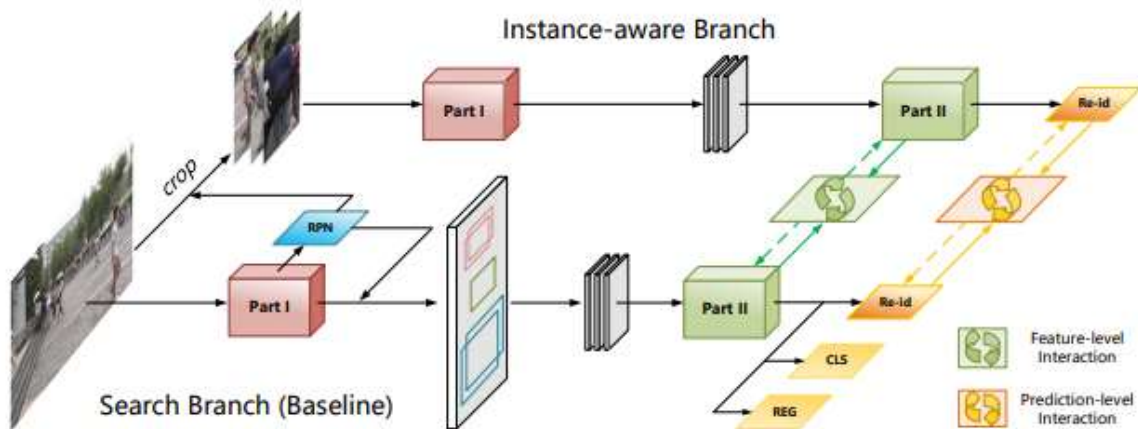 Instance-aware Branch
Part I
Part II
Re-id
crop
RPN
Part I
Part II
Re-id
CLS
REG
Search Branch (Baseline)
Feature-level
Interaction
Prediction-level
Interaction